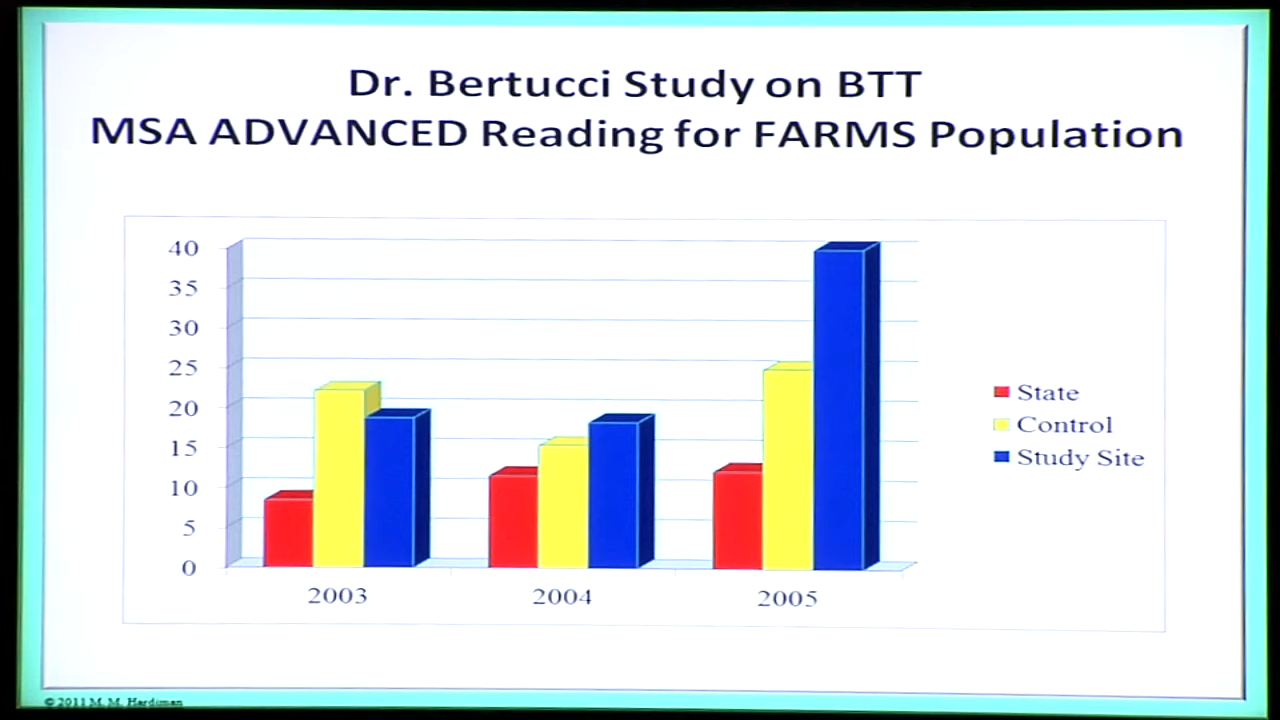 Dr. Bertucci Study on BTT
MSA ADVANCED Reading for FARMS Population
40
35
30
25
20
15
10
5
0
2003
2004
2005
State
Control
Study Site
© 2011 M. M. Hardiman